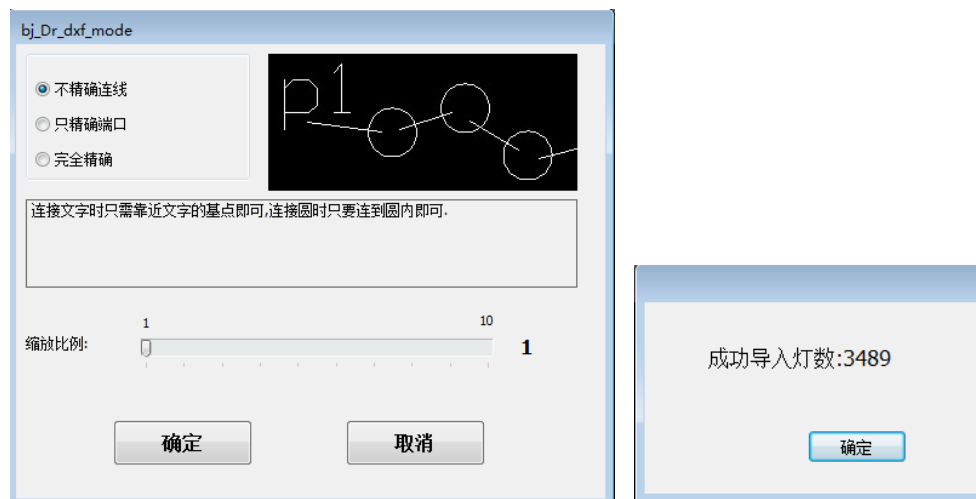 bj_Dr_dxf_mode
不精确连线
只精确端口
完全精确
p1
连接文字时只需靠近文字的基点即可,连接圆时只要连到圆内即可.
1
10
缩放比例:
1
确定
取消
成功导入灯数:3489
确定